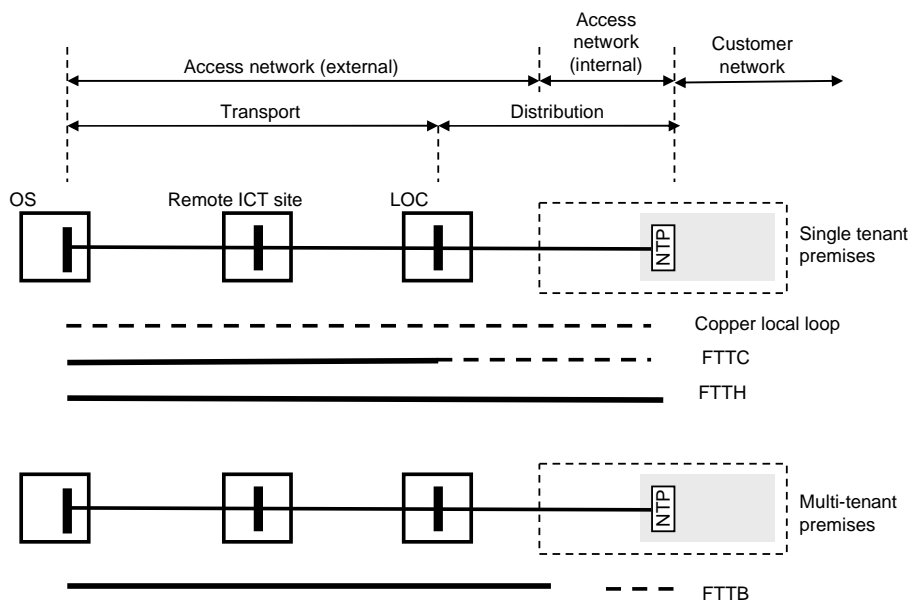 Access network (external)
Access
network
(internal)
Customer
network
Transport
Distribution
OS
Remote ICT site
LOC
NTP
Single tenant
premises
Copper local loop
FTTC
FTTH
NTP
Multi-tenant
premises
FTTB